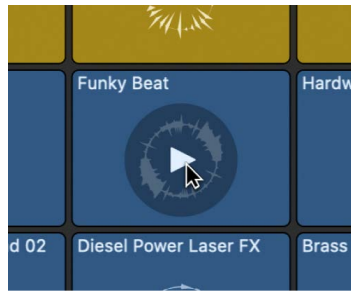 Funky Beat
Hardw
d 02
Diesel Power Laser FX
Brass